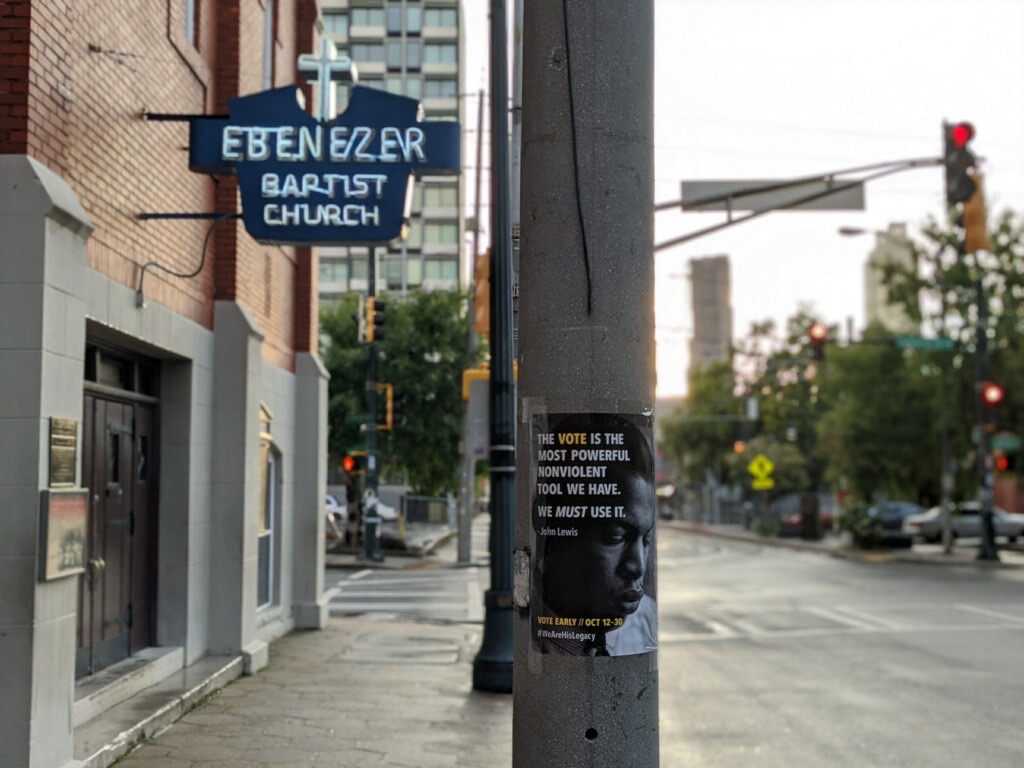 EBENEZER
BAPTIST
CHURCH
THE VOTE IS THE
MOST POWERFUL
NONVIOLENT
TOOL WE HAVE.
WE MUST USE IT.
- John Lewis
VOTE EARLY // OCT 12-30
#WeAreHisLegacy